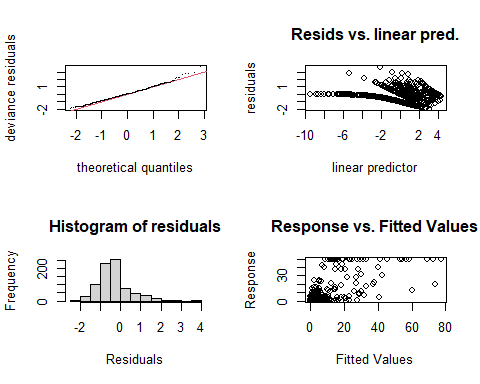 deviance residuals
-2 1
-2 -1 0 1 2 3
theoretical quantiles
Resids vs. linear pred.
residuals
-2 1
-10 -6 -2 2 4
linear predictor
Histogram of residuals
Frequency
0 200
-2 0 1 2 3 4
Residuals
Response vs. Fitted Values
Response
0 30
0 20 40 60 80
Fitted Values